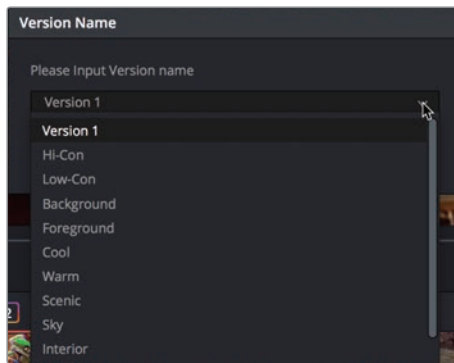 Version Name
Please Input Version name
Version 1
Version 1
Hi-Con
Low-Con
Background
Foreground
Cool
Warm
Scenic
Sky
Interior
2